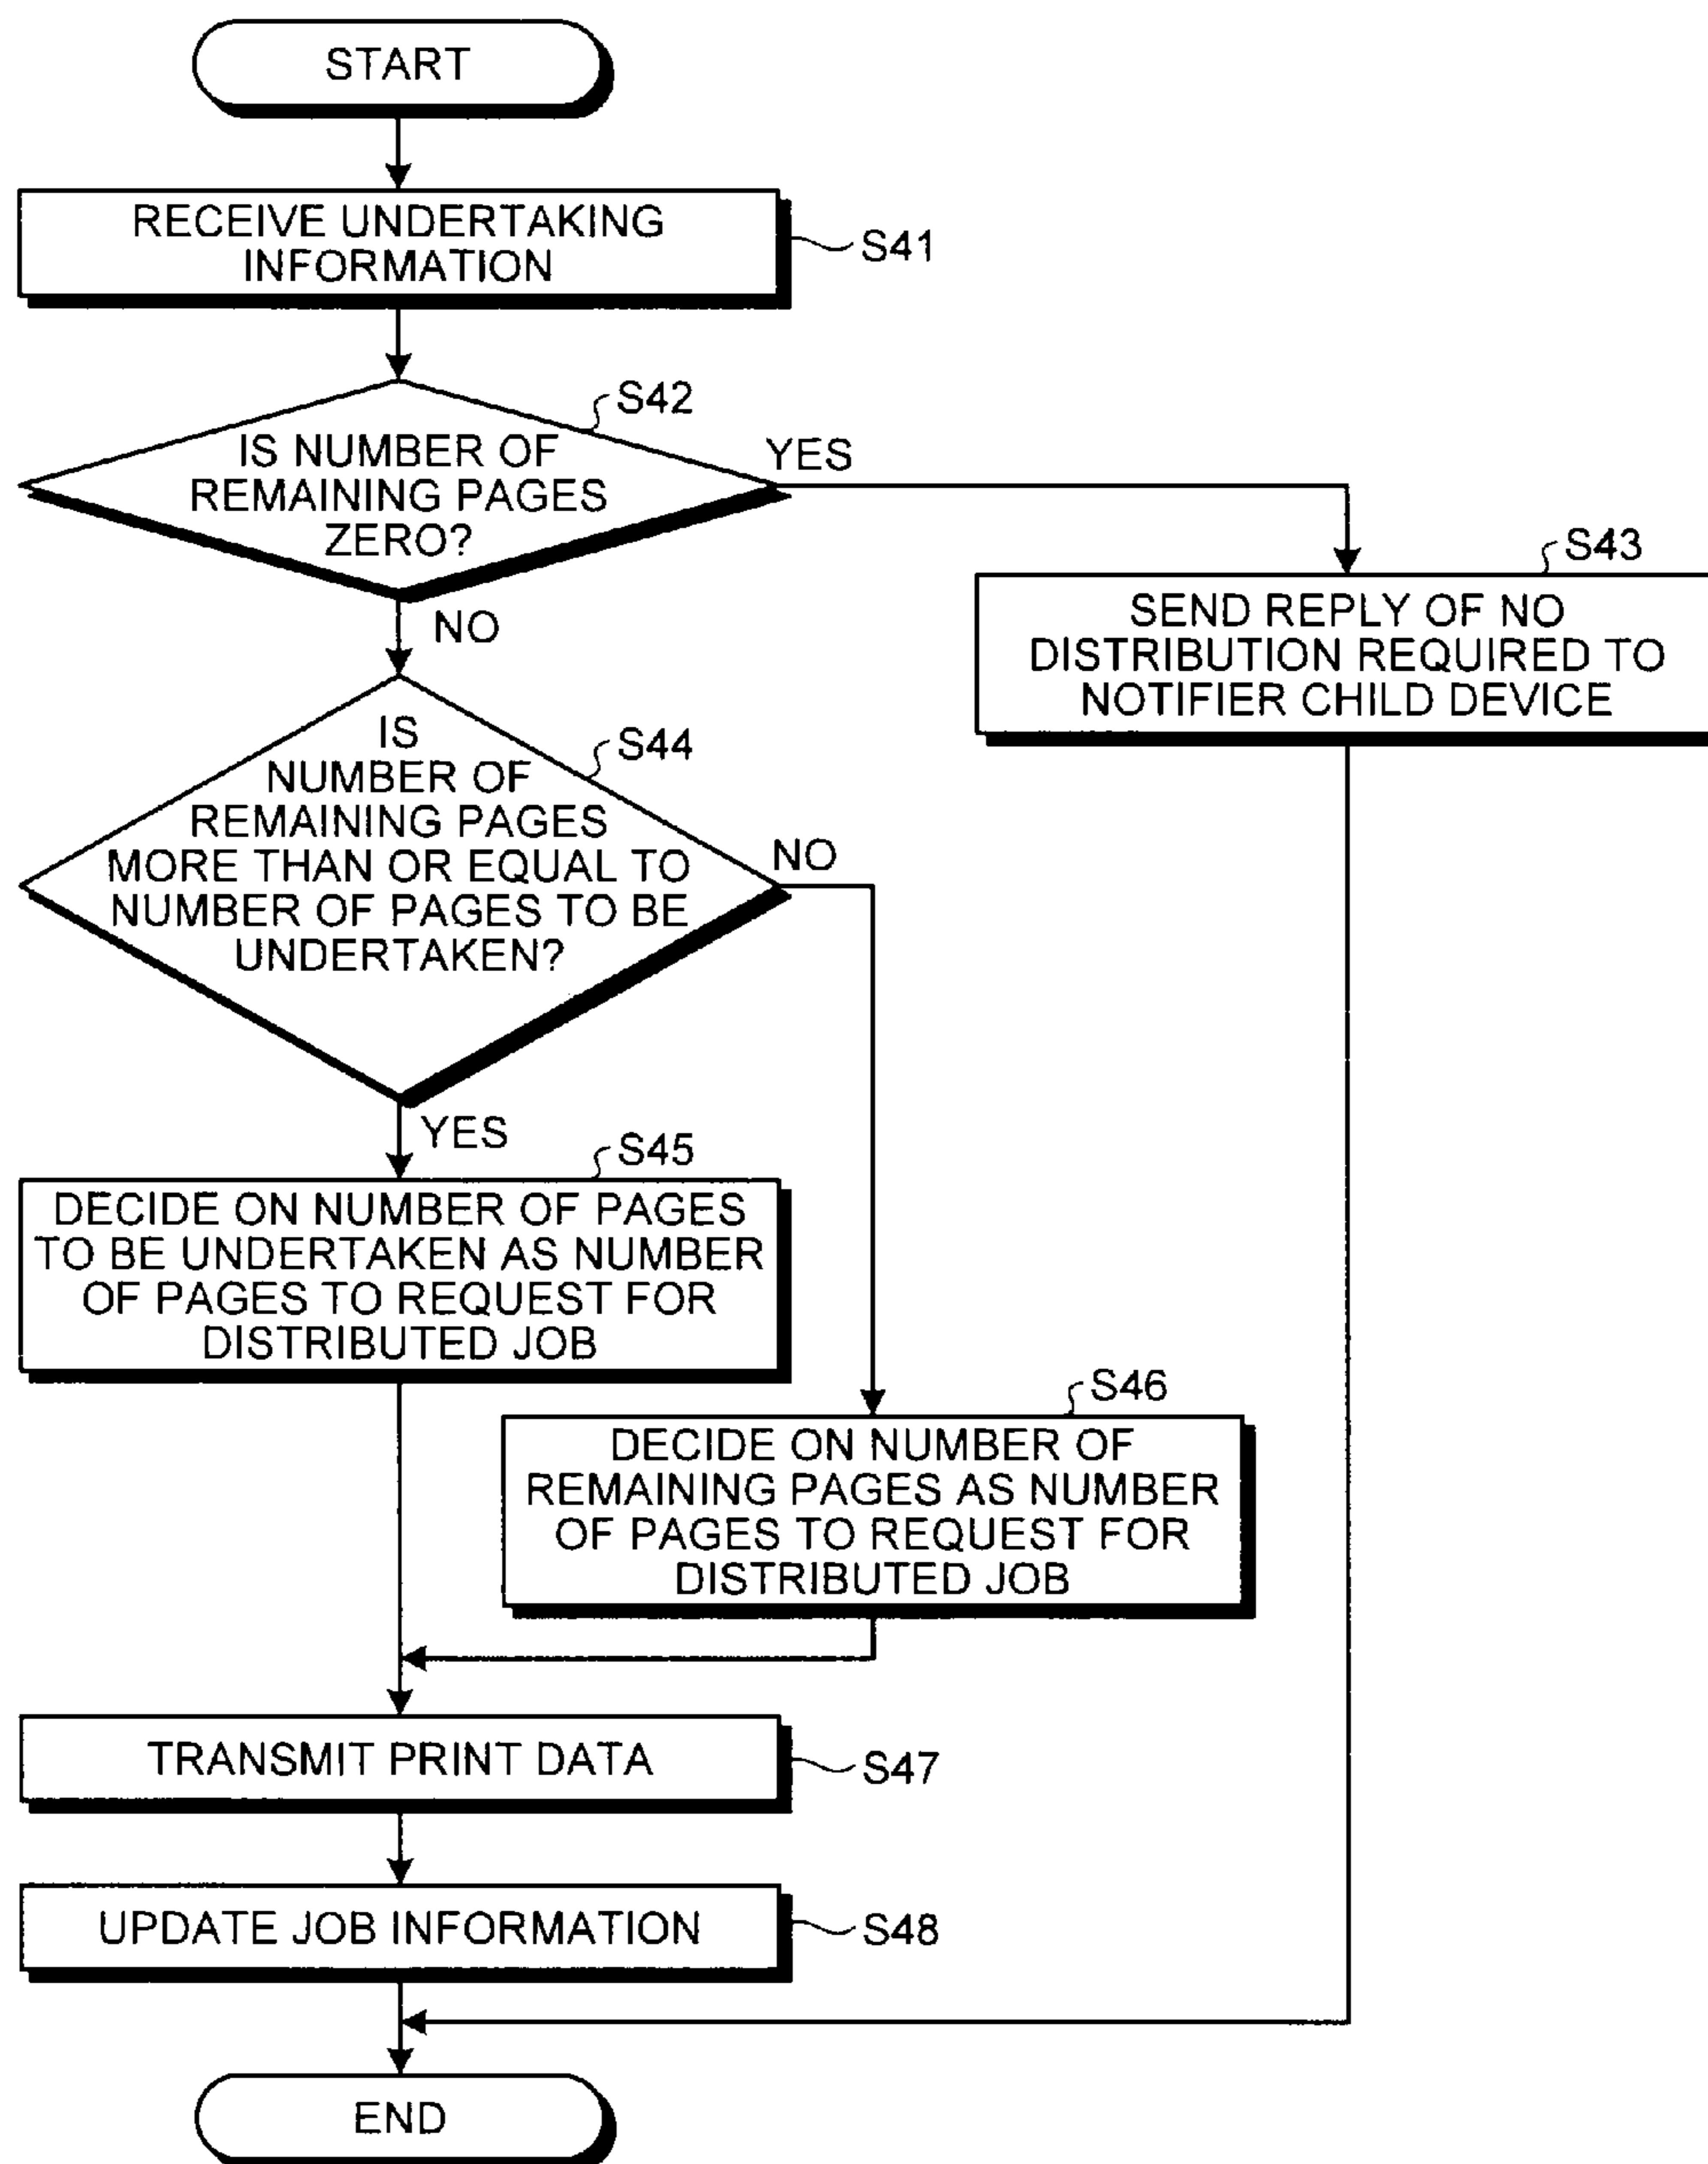 START
RECEIVE UNDERTAKING
INFORMATION
S41
S42
IS NUMBER OF
REMAINING PAGES
ZERO?
YES
NO
S43
SEND REPLY OF NO
DISTRIBUTION REQUIRED TO
NOTIFIER CHILD DEVICE
S44
IS
NUMBER OF
REMAINING PAGES
MORE THAN OR EQUAL TO
NUMBER OF PAGES TO BE
UNDERTAKEN?
NO
YES
S45
DECIDE ON NUMBER OF PAGES
TO BE UNDERTAKEN AS NUMBER
OF PAGES TO REQUEST FOR
DISTRIBUTED JOB
S46
DECIDE ON NUMBER OF
REMAINING PAGES AS NUMBER
OF PAGES TO REQUEST FOR
DISTRIBUTED JOB
TRANSMIT PRINT DATA
S47
UPDATE JOB INFORMATION
S48
END